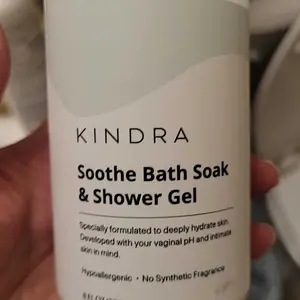 KINDRA
Soothe Bath Soak
& Shower Gel
Specially formulated to deeply hydrate skin.
Developed with your vaginal pH and intimate
skin in mind.
Hypoallergenic • No Synthetic Fragrance